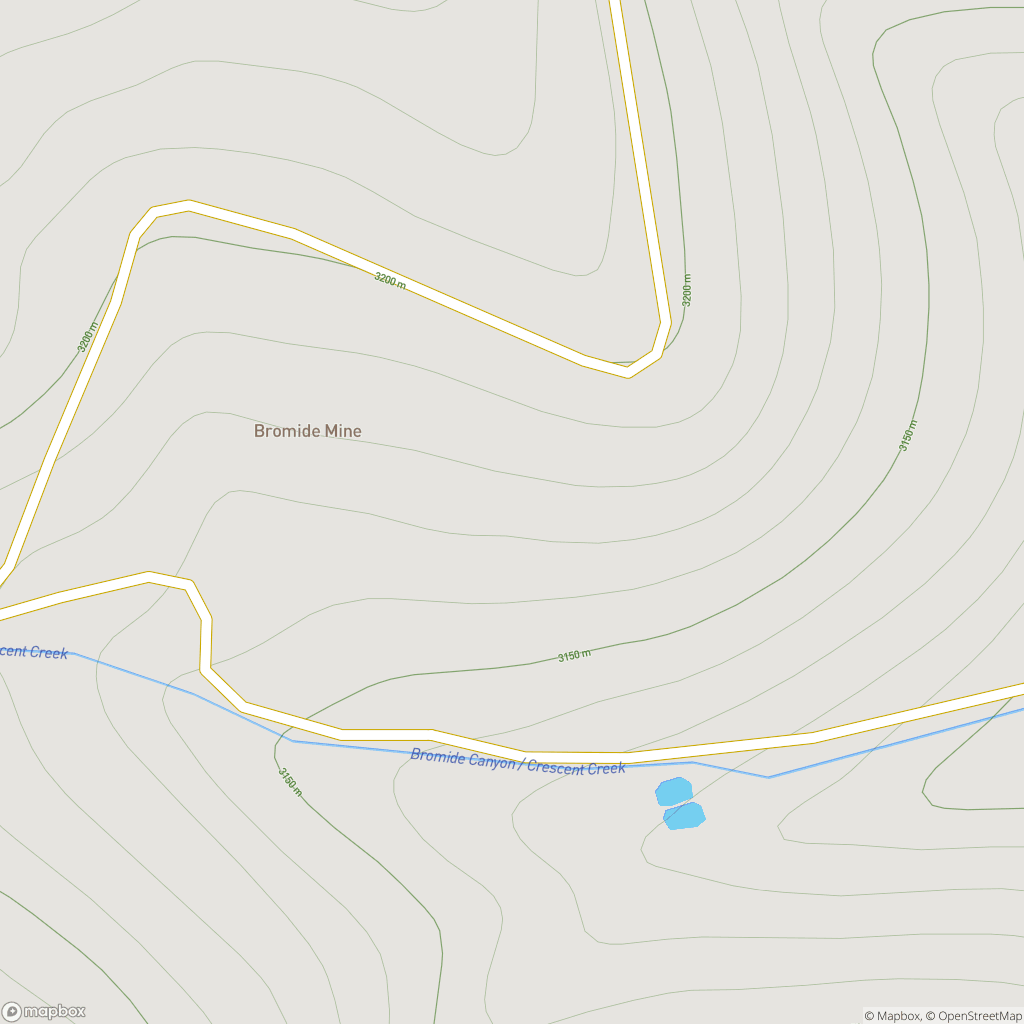 3200 m
3200 m
3200 m
Bromide Mine
3150 m
cent Creek
3150 m
Bromide Canyon / Crescent Creek
3150 m
mapbox
© Mapbox, © OpenStreetMap